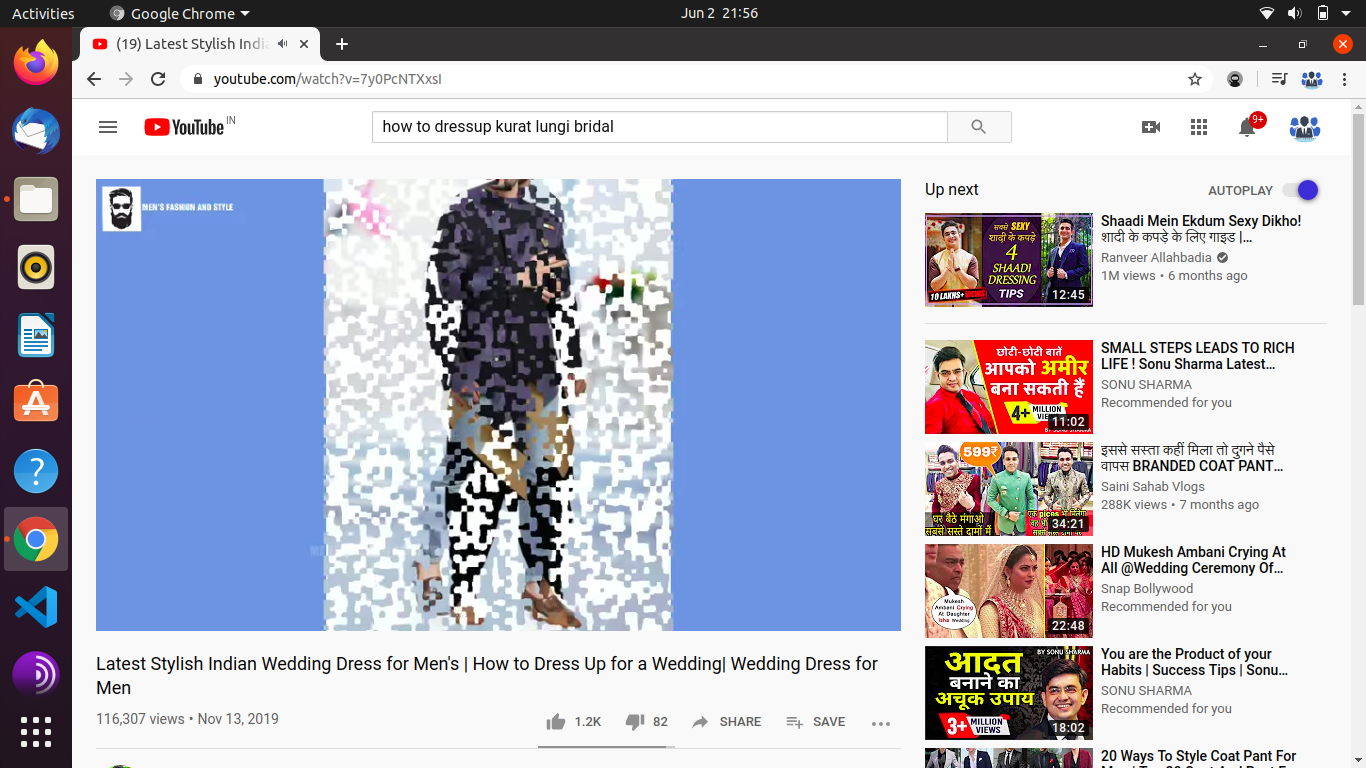 Activities
Google Chrome
Jun 2 21:56
(19) Latest Stylish India
youtube.com/watch?v=7y0PcNTXxsI
YouTube IN
how to dressup kurat lungi bridal
9+
MEN'S FASHION AND STYLE
Latest Stylish Indian Wedding Dress for Men's | How to Dress Up for a Wedding| Wedding Dress for
Men
116,307 views • Nov 13, 2019
1.2K
82
SHARE
SAVE
Up next
AUTOPLAY
सबसे SEXY
शादी के कपड़े
4
SHAADI
DRESSING
TIPS
10 LAKHS+ VIEWS
12:45
Shaadi Mein Ekdum Sexy Dikho!
शादी के कपड़े के लिए गाइड |...
Ranveer Allahbadia
1M views • 6 months ago
छोटी-छोटी बातें
आपको अमीर
बना सकती हैं
4+ MILLION
VIEWS
BY SONU SHARMA
11:02
SMALL STEPS LEADS TO RICH
LIFE ! Sonu Sharma Latest...
SONU SHARMA
Recommended for you
599₹
घर बैठे मंगाओ
सबसे सस्ते दामों में
34:21
इससे सस्ता कहीं मिला तो दुगने पैसे
वापस BRANDED COAT PANT...
Saini Sahab Vlogs
288K views • 7 months ago
Mukesh
Ambani Crying
At Daughter
Isha Wedding
22:48
HD Mukesh Ambani Crying At
All @Wedding Ceremony Of...
Snap Bollywood
Recommended for you
BY SONU SHARMA
आदत
बनाने का
अचूक उपाय
3+ MILLION
VIEWS
18:02
You are the Product of your
Habits | Success Tips | Sonu...
SONU SHARMA
Recommended for you
20 Ways To Style Coat Pant For